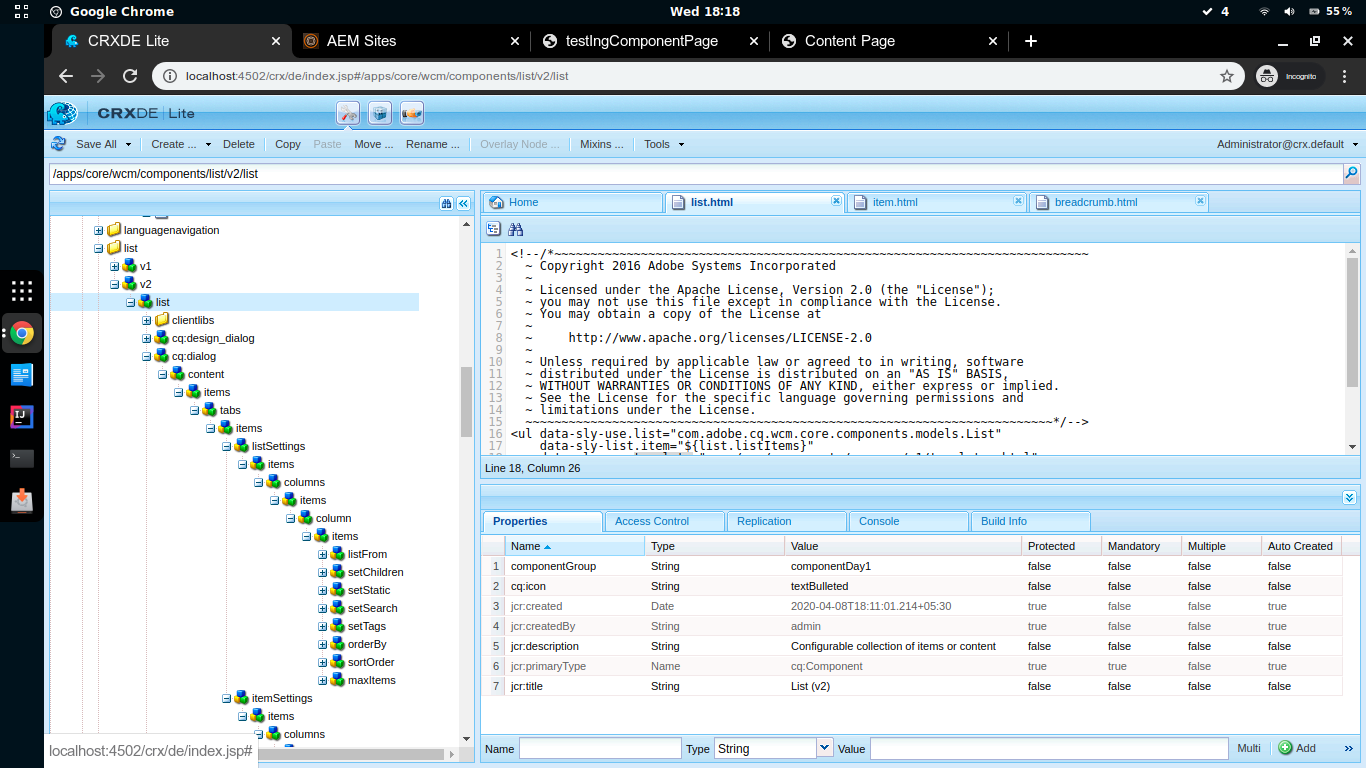 Google Chrome
Wed 18:18
4
55 %
CRXDE Lite
AEM Sites
testIngComponentPage
Content Page
localhost:4502/crx/de/index.jsp#/apps/core/wcm/components/list/v2/list
Incognito
CRXDE | Lite
Save All
Create ...
Delete
Copy
Paste
Move ...
Rename ...
Overlay Node ...
Mixins ...
Tools
Administrator@crx.default
/apps/core/wcm/components/list/v2/list
languagenavigation
list
v1
v2
list
clientlibs
cq:design_dialog
cq:dialog
content
items
tabs
items
listSettings
items
columns
items
column
items
listFrom
setChildren
setStatic
setSearch
setTags
orderBy
sortOrder
maxItems
itemSettings
items
columns
localhost:4502/crx/de/index.jsp#
Home
list.html
item.html
breadcrumb.html
1 <!--/*~~~~~~~~~~~~~~~~~~~~~~~~~~~~~~~~~~~~~~~~~~~~~~~~~~~~~~~~~~~~~~~~~~~~~~~~~~
2 ~ Copyright 2016 Adobe Systems Incorporated
3 ~
4 ~ Licensed under the Apache License, Version 2.0 (the "License");
5 ~ you may not use this file except in compliance with the License.
6 ~ You may obtain a copy of the License at
7 ~
8 ~     http://www.apache.org/licenses/LICENSE-2.0
9 ~
10 ~ Unless required by applicable law or agreed to in writing, software
11 ~ distributed under the License is distributed on an "AS IS" BASIS,
12 ~ WITHOUT WARRANTIES OR CONDITIONS OF ANY KIND, either express or implied.
13 ~ See the License for the specific language governing permissions and
14 ~ limitations under the License.
15 ~~~~~~~~~~~~~~~~~~~~~~~~~~~~~~~~~~~~~~~~~~~~~~~~~~~~~~~~~~~~~~~~~~~~~~~~~*/-->
16 <ul data-sly-use.list="com.adobe.cq.wcm.core.components.models.List"
17 data-sly-list.item="${list.listItems}"
Line 18, Column 26
Properties
Access Control
Replication
Console
Build Info
Name Type Value Protected Mandatory Multiple Auto Created
1 componentGroup String componentDay1 false false false false
2 cq:icon String textBulleted false false false false
3 jcr:created Date 2020-04-08T18:11:01.214+05:30 true false false true
4 jcr:createdBy String admin true false false true
5 jcr:description String Configurable collection of items or content false false false false
6 jcr:primaryType Name cq:Component true true false true
7 jcr:title String List (v2) false false false false
Name Type String Value Multi Add »